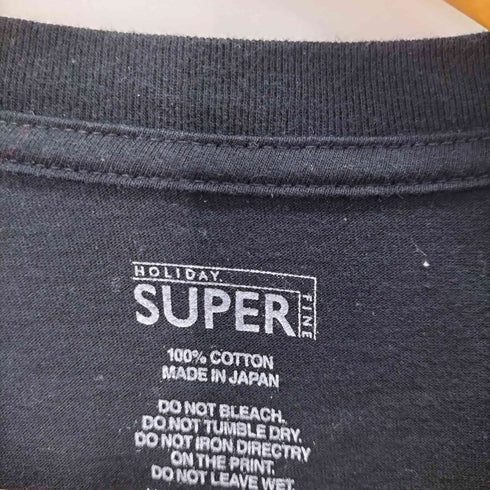 HOLIDAY.
SUPER
FINE
100% COTTON
MADE IN JAPAN
DO NOT BLEACH.
DO NOT TUMBLE DRY.
DO NOT IRON DIRECTRY
ON THE PRINT.
DO NOT LEAVE WET.